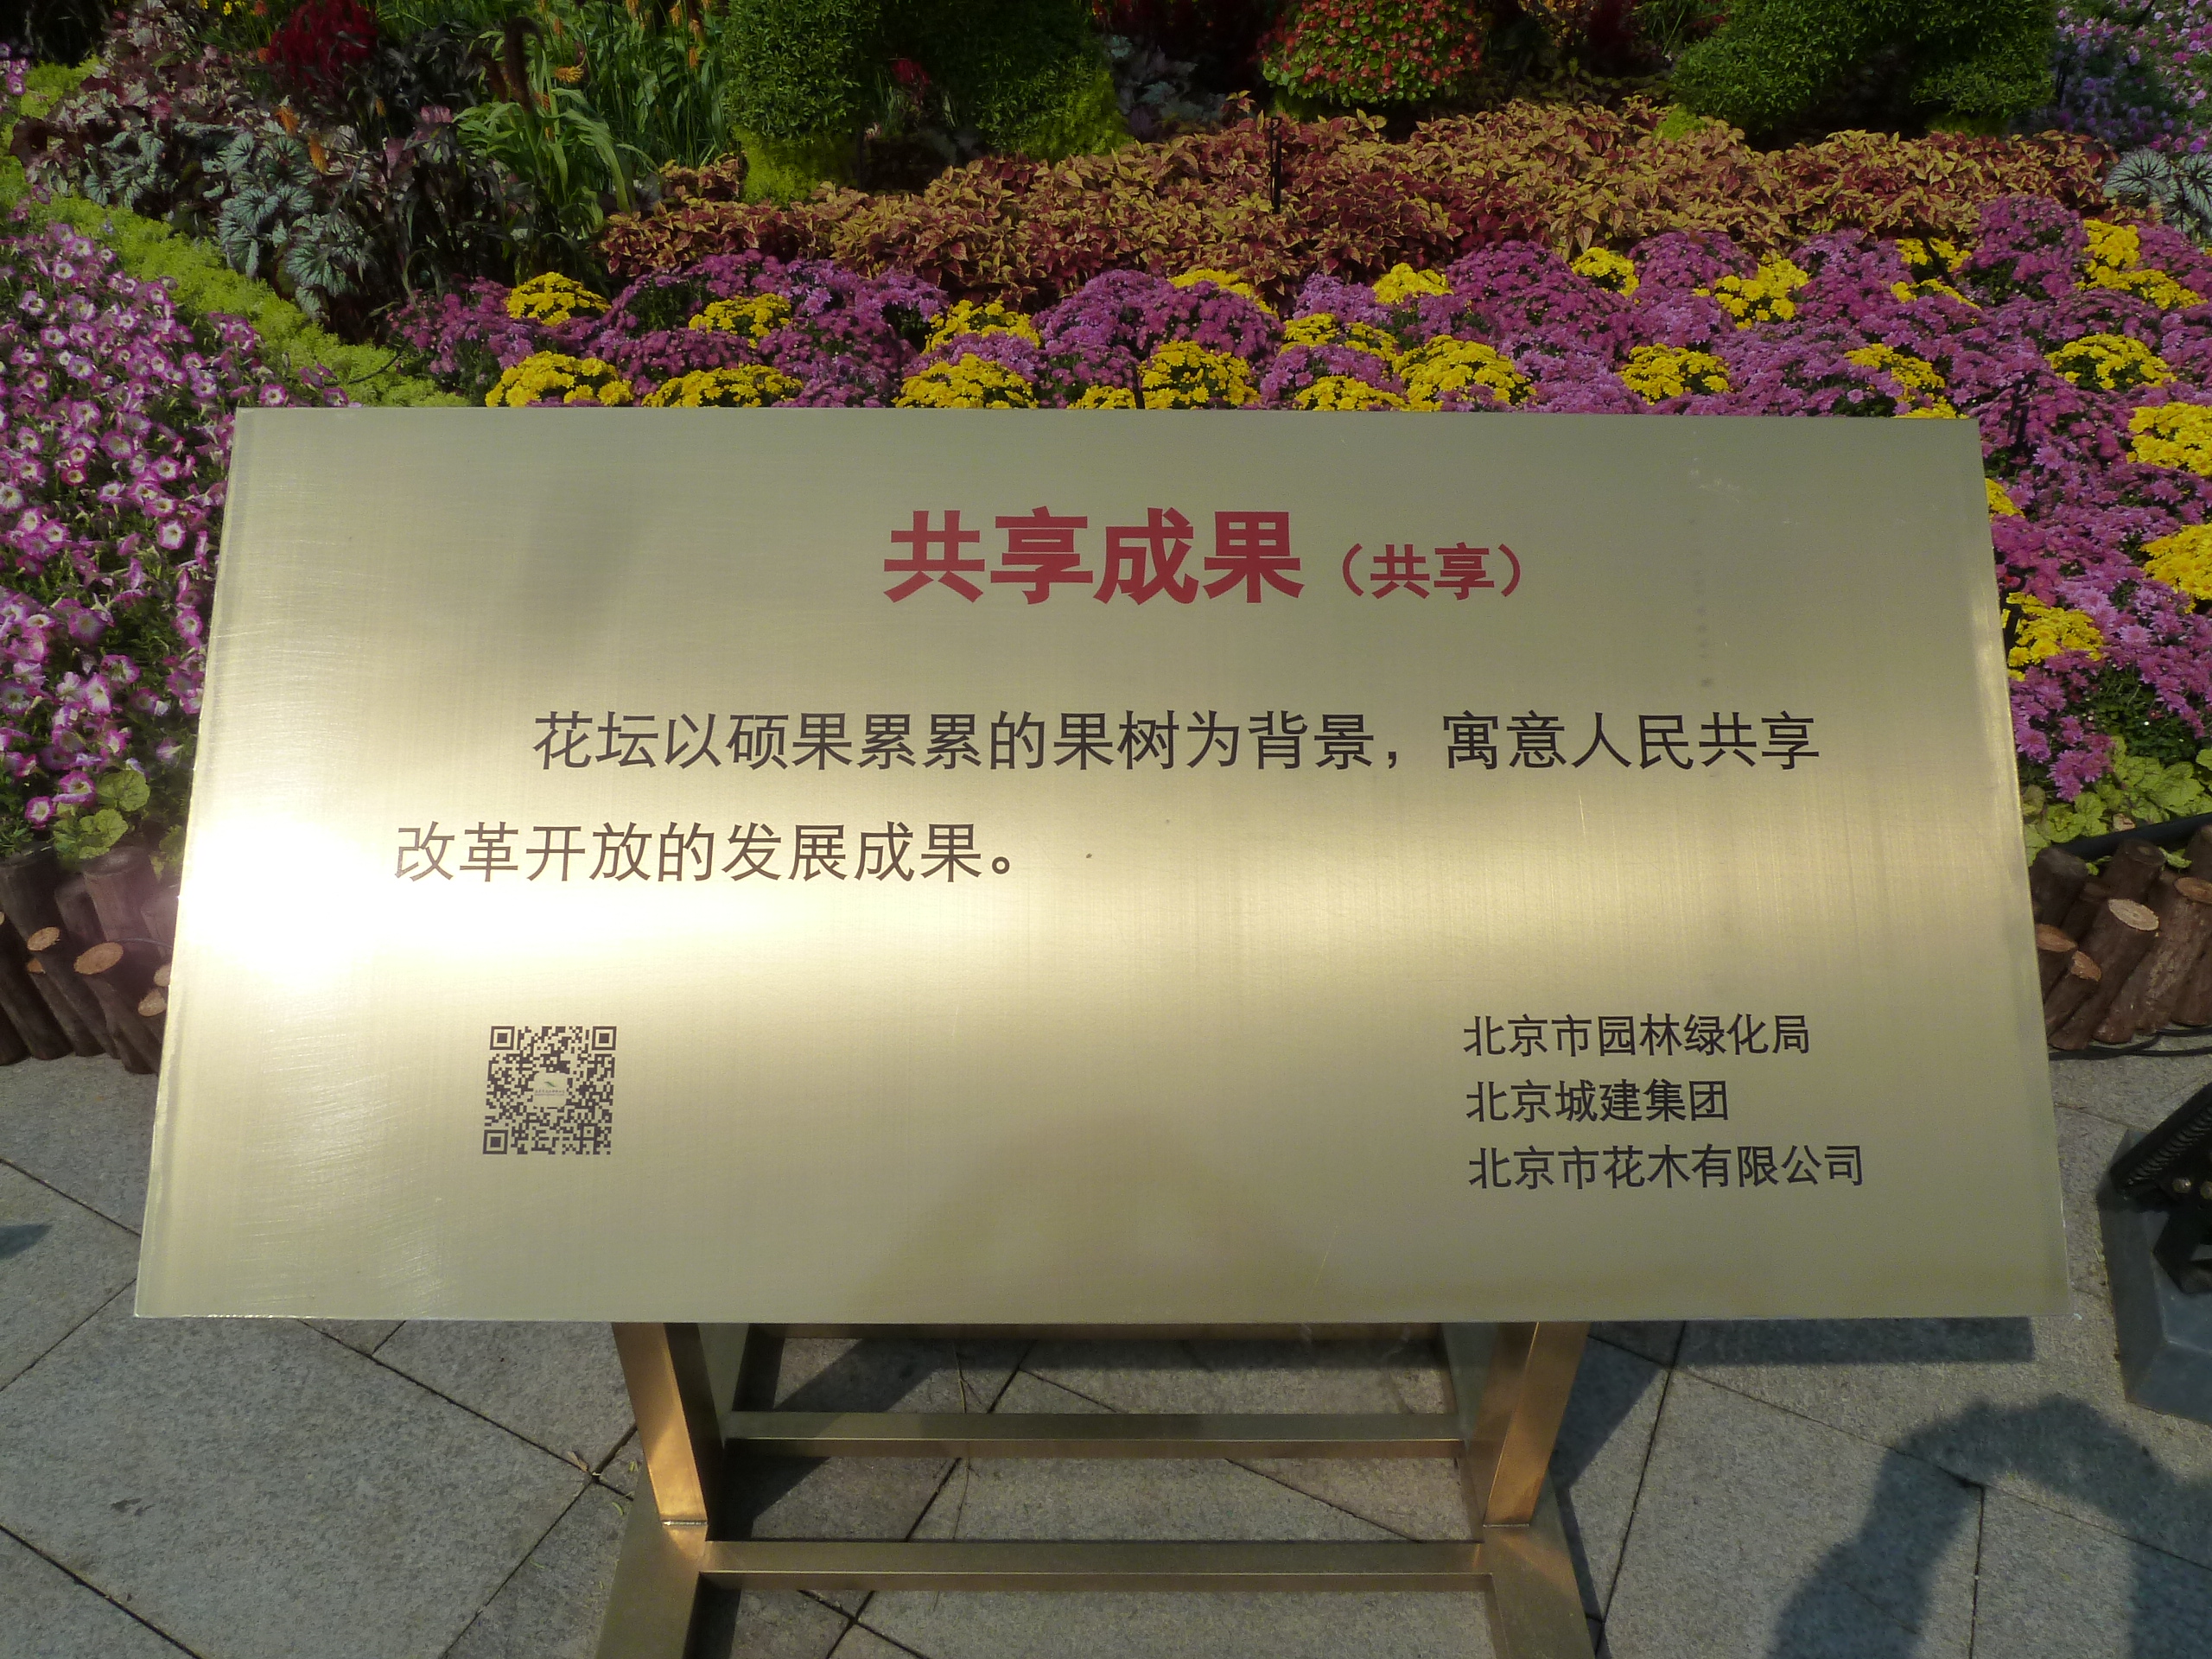 共享成果（共享）
花坛以硕果累累的果树为背景，寓意人民共享
改革开放的发展成果。
北京市园林绿化局
北京城建集团
北京市花木有限公司